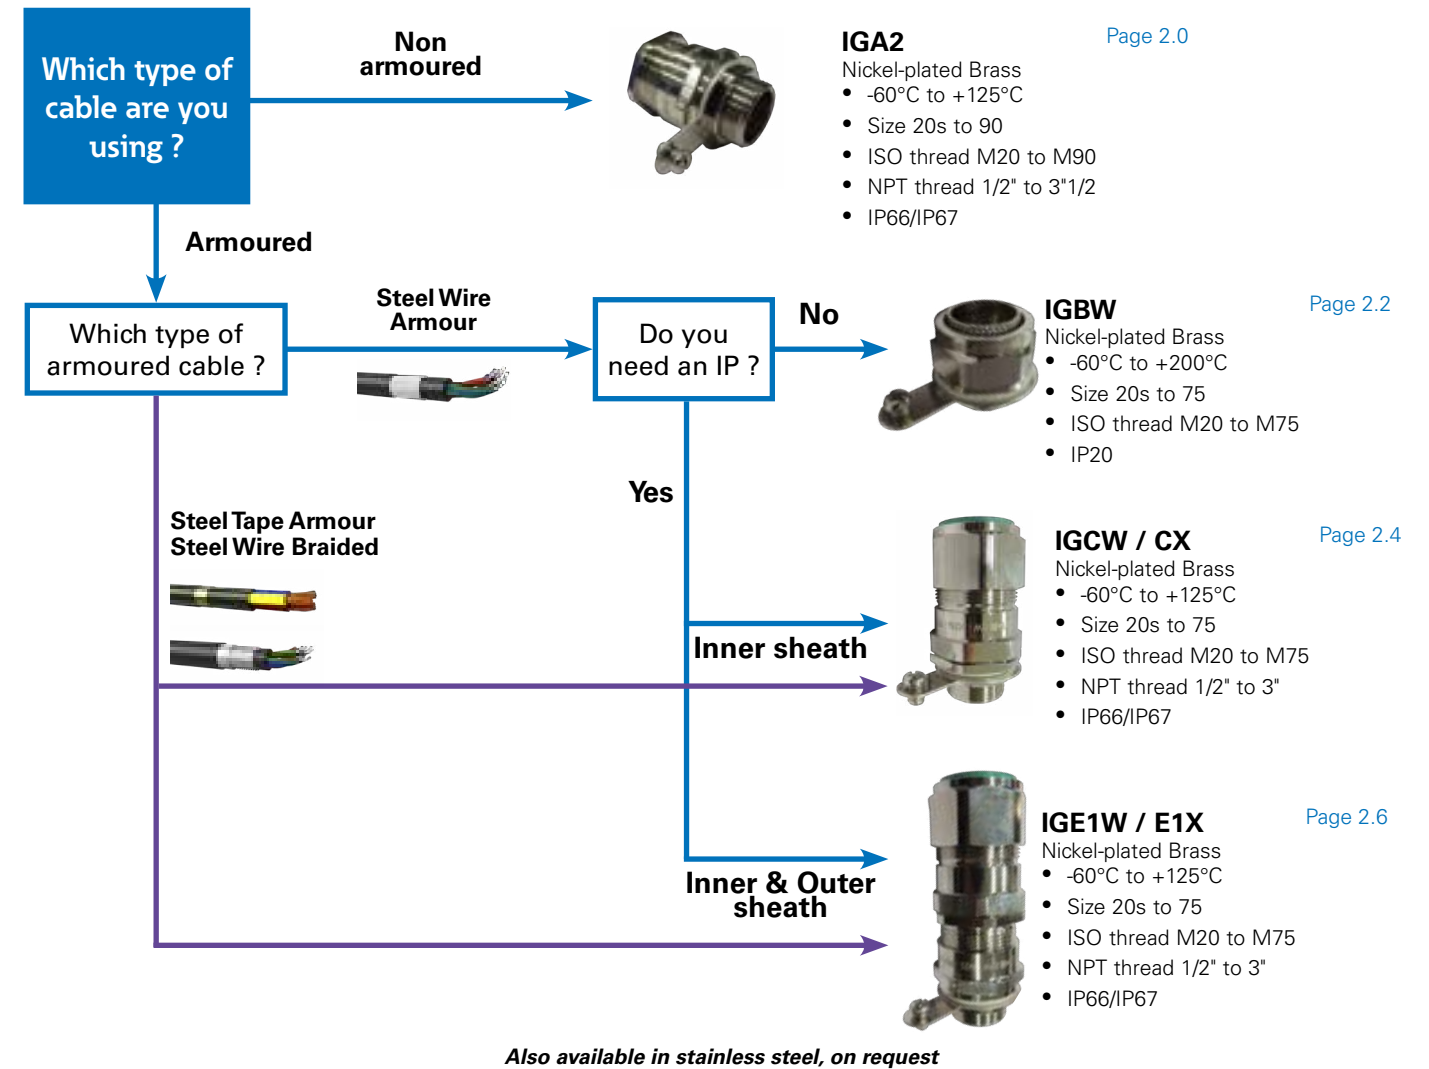 Which type of
cable are you
using ?
Non
armoured
IGA2
Page 2.0
Nickel-plated Brass
• -60°C to +125°C
• Size 20s to 90
• ISO thread M20 to M90
• NPT thread 1/2" to 3"1/2
• IP66/IP67
Armoured
Which type of
armoured cable ?
Steel Wire
Armour
Do you
need an IP ?
No
IGBW
Page 2.2
Nickel-plated Brass
• -60°C to +200°C
• Size 20s to 75
• ISO thread M20 to M75
• IP20
Yes
Steel Tape Armour
Steel Wire Braided
Inner sheath
IGCW / CX
Page 2.4
Nickel-plated Brass
• -60°C to +125°C
• Size 20s to 75
• ISO thread M20 to M75
• NPT thread 1/2" to 3"
• IP66/IP67
Inner & Outer
sheath
IGE1W / E1X
Page 2.6
Nickel-plated Brass
• -60°C to +125°C
• Size 20s to 75
• ISO thread M20 to M75
• NPT thread 1/2" to 3"
• IP66/IP67
Also available in stainless steel, on request